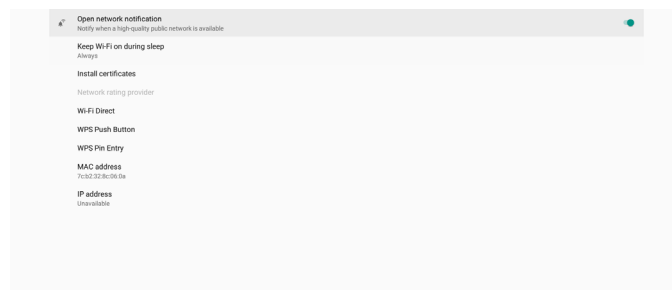 Open network notification
Notify when a high-quality public network is available
Keep Wi-Fi on during sleep
Always
Install certificates
Network rating provider
Wi-Fi Direct
WPS Push Button
WPS Pin Entry
MAC address
7c:b2:32:8c:06:0a
IP address
Unavailable